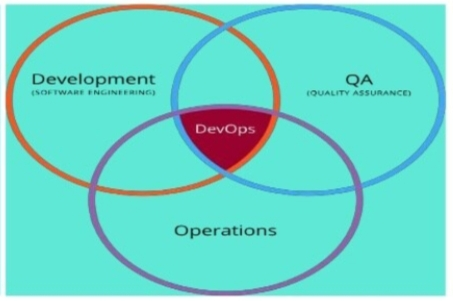 Development
(SOFTWARE ENGINEERING)
QA
(QUALITY ASSURANCE)
DevOps
Operations